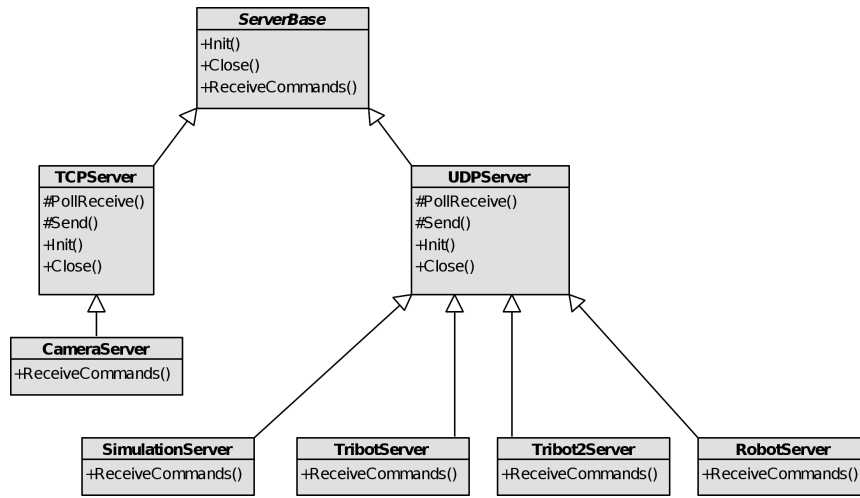 ServerBase
+Init()
+Close()
+ReceiveCommands()
TCPServer
#PollReceive()
#Send()
+Init()
+Close()
UDPServer
#PollReceive()
#Send()
+Init()
+Close()
CameraServer
+ReceiveCommands()
SimulationServer
+ReceiveCommands()
TribotServer
+ReceiveCommands()
Tribot2Server
+ReceiveCommands()
RobotServer
+ReceiveCommands()